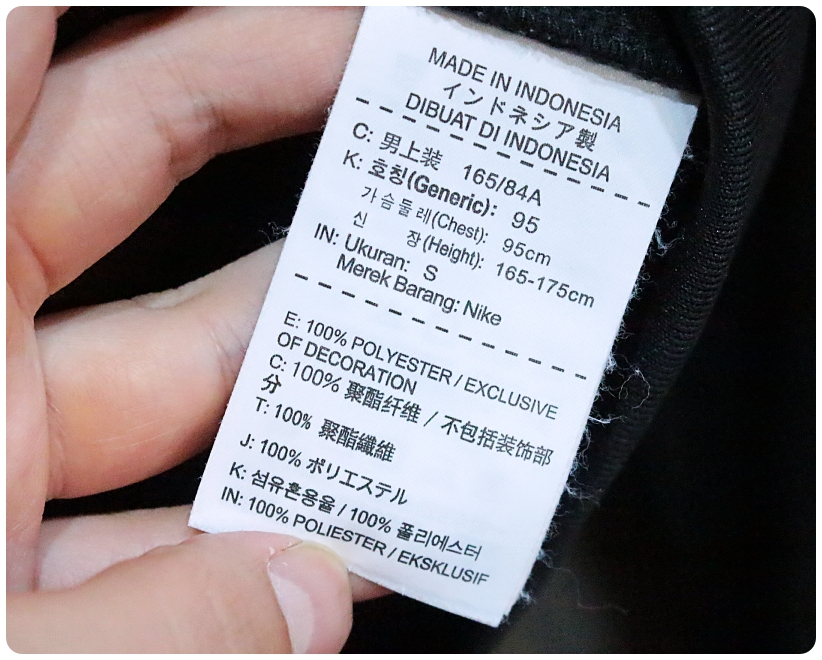 MADE IN INDONESIA
インドネシア製
DIBUAT DI INDONESIA
C: 男上装 165/84A
K: 호칭(Generic): 95
가슴둘레(Chest): 95cm
신 장(Height): 165-175cm
IN: Ukuran: S
Merek Barang: Nike
E: 100% POLYESTER / EXCLUSIVE
OF DECORATION
C: 100% 聚酯纤维 / 不包括装饰部
分
T: 100% 聚酯纖維
J: 100% ポリエステル
K: 섬유혼용율 / 100% 폴리에스터
IN: 100% POLIESTER / EKSKLUSIF